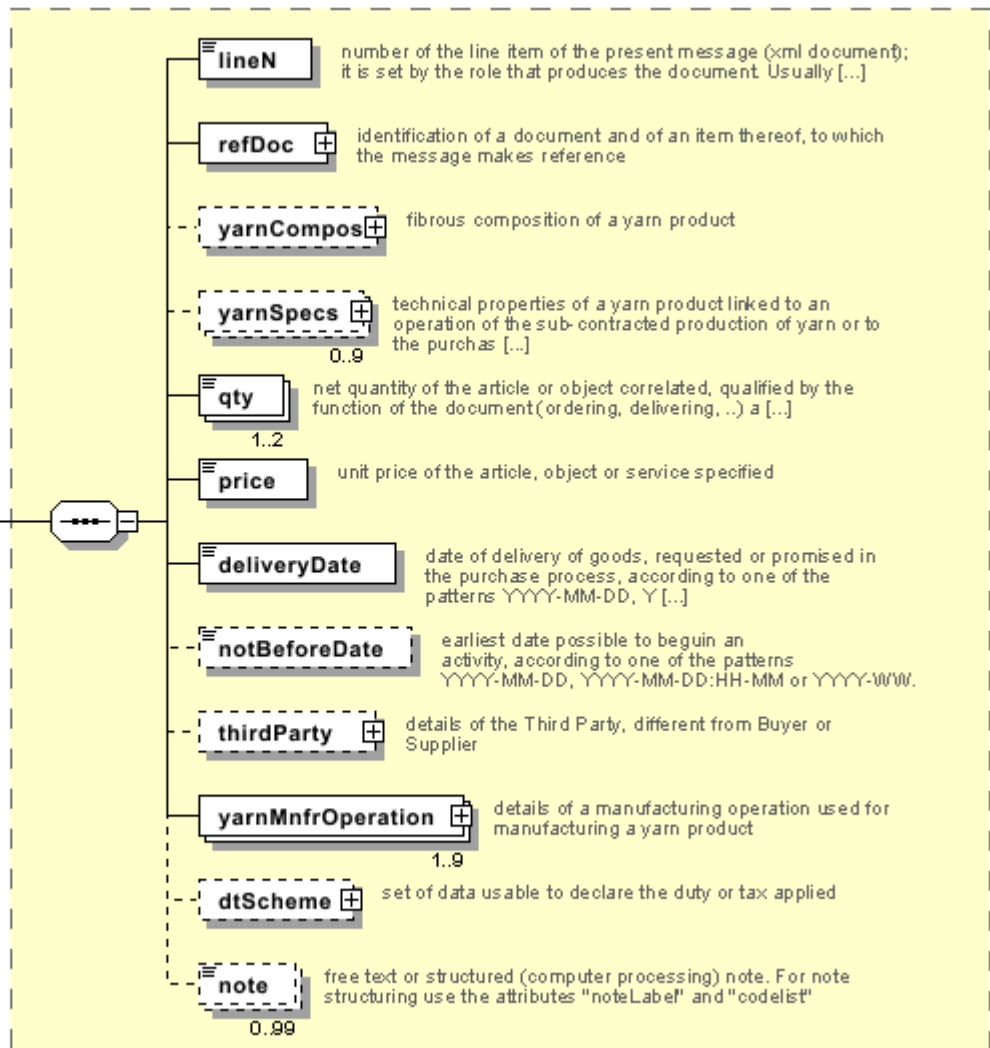 lineN
number of the line item of the present message (xml document);
it is set by the role that produces the document. Usually [...]
refDoc
identification of a document and of an item thereof, to which
the message makes reference
yarnCompos
fibrous composition of a yarn product
yarnSpecs
technical properties of a yarn product linked to an
operation of the sub-contracted production of yarn or to
the purchas [...]
0..9
qty
net quantity of the article or object correlated, qualified by the
function of the document (ordering, delivering, ..) a [...]
1..2
price
unit price of the article, object or service specified
deliveryDate
date of delivery of goods, requested or promised in
the purchase process, according to one of the
patterns YYYY-MM-DD, Y [...]
notBeforeDate
earliest date possible to beguin an
activity, according to one of the patterns
YYYY-MM-DD, YYYY-MM-DD:HH-MM or YYYY-WW.
thirdParty
details of the Third Party, different from Buyer or
Supplier
yarnMnfrOperation
details of a manufacturing operation used for
manufacturing a yarn product
1..9
dtScheme
set of data usable to declare the duty or tax applied
note
free text or structured (computer processing) note. For note
structuring use the attributes "noteLabel" and "codelist"
0..99